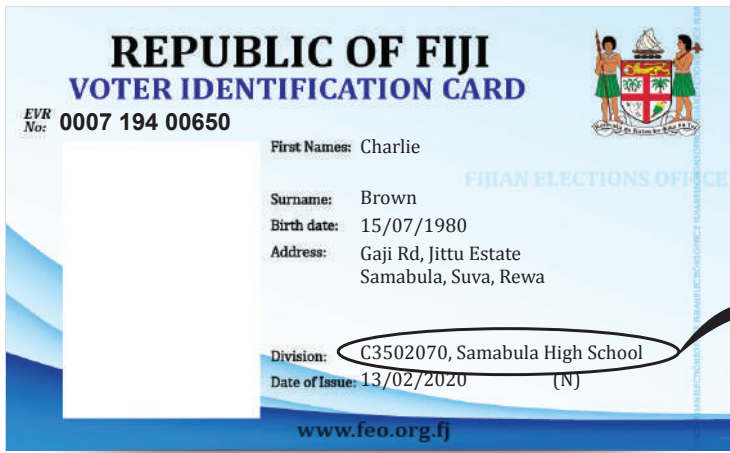 REPUBLIC OF FIJI
VOTER IDENTIFICATION CARD
EVR No: 0007 194 00650
First Names: Charlie
FIJIAN ELECTIONS OFFICE
Surname: Brown
Birth date: 15/07/1980
Address: Gaji Rd, Jittu Estate
Samabula, Suva, Rewa
Division: C3502070, Samabula High School
Date of Issue: 13/02/2020 (N)
www.feo.org.fj